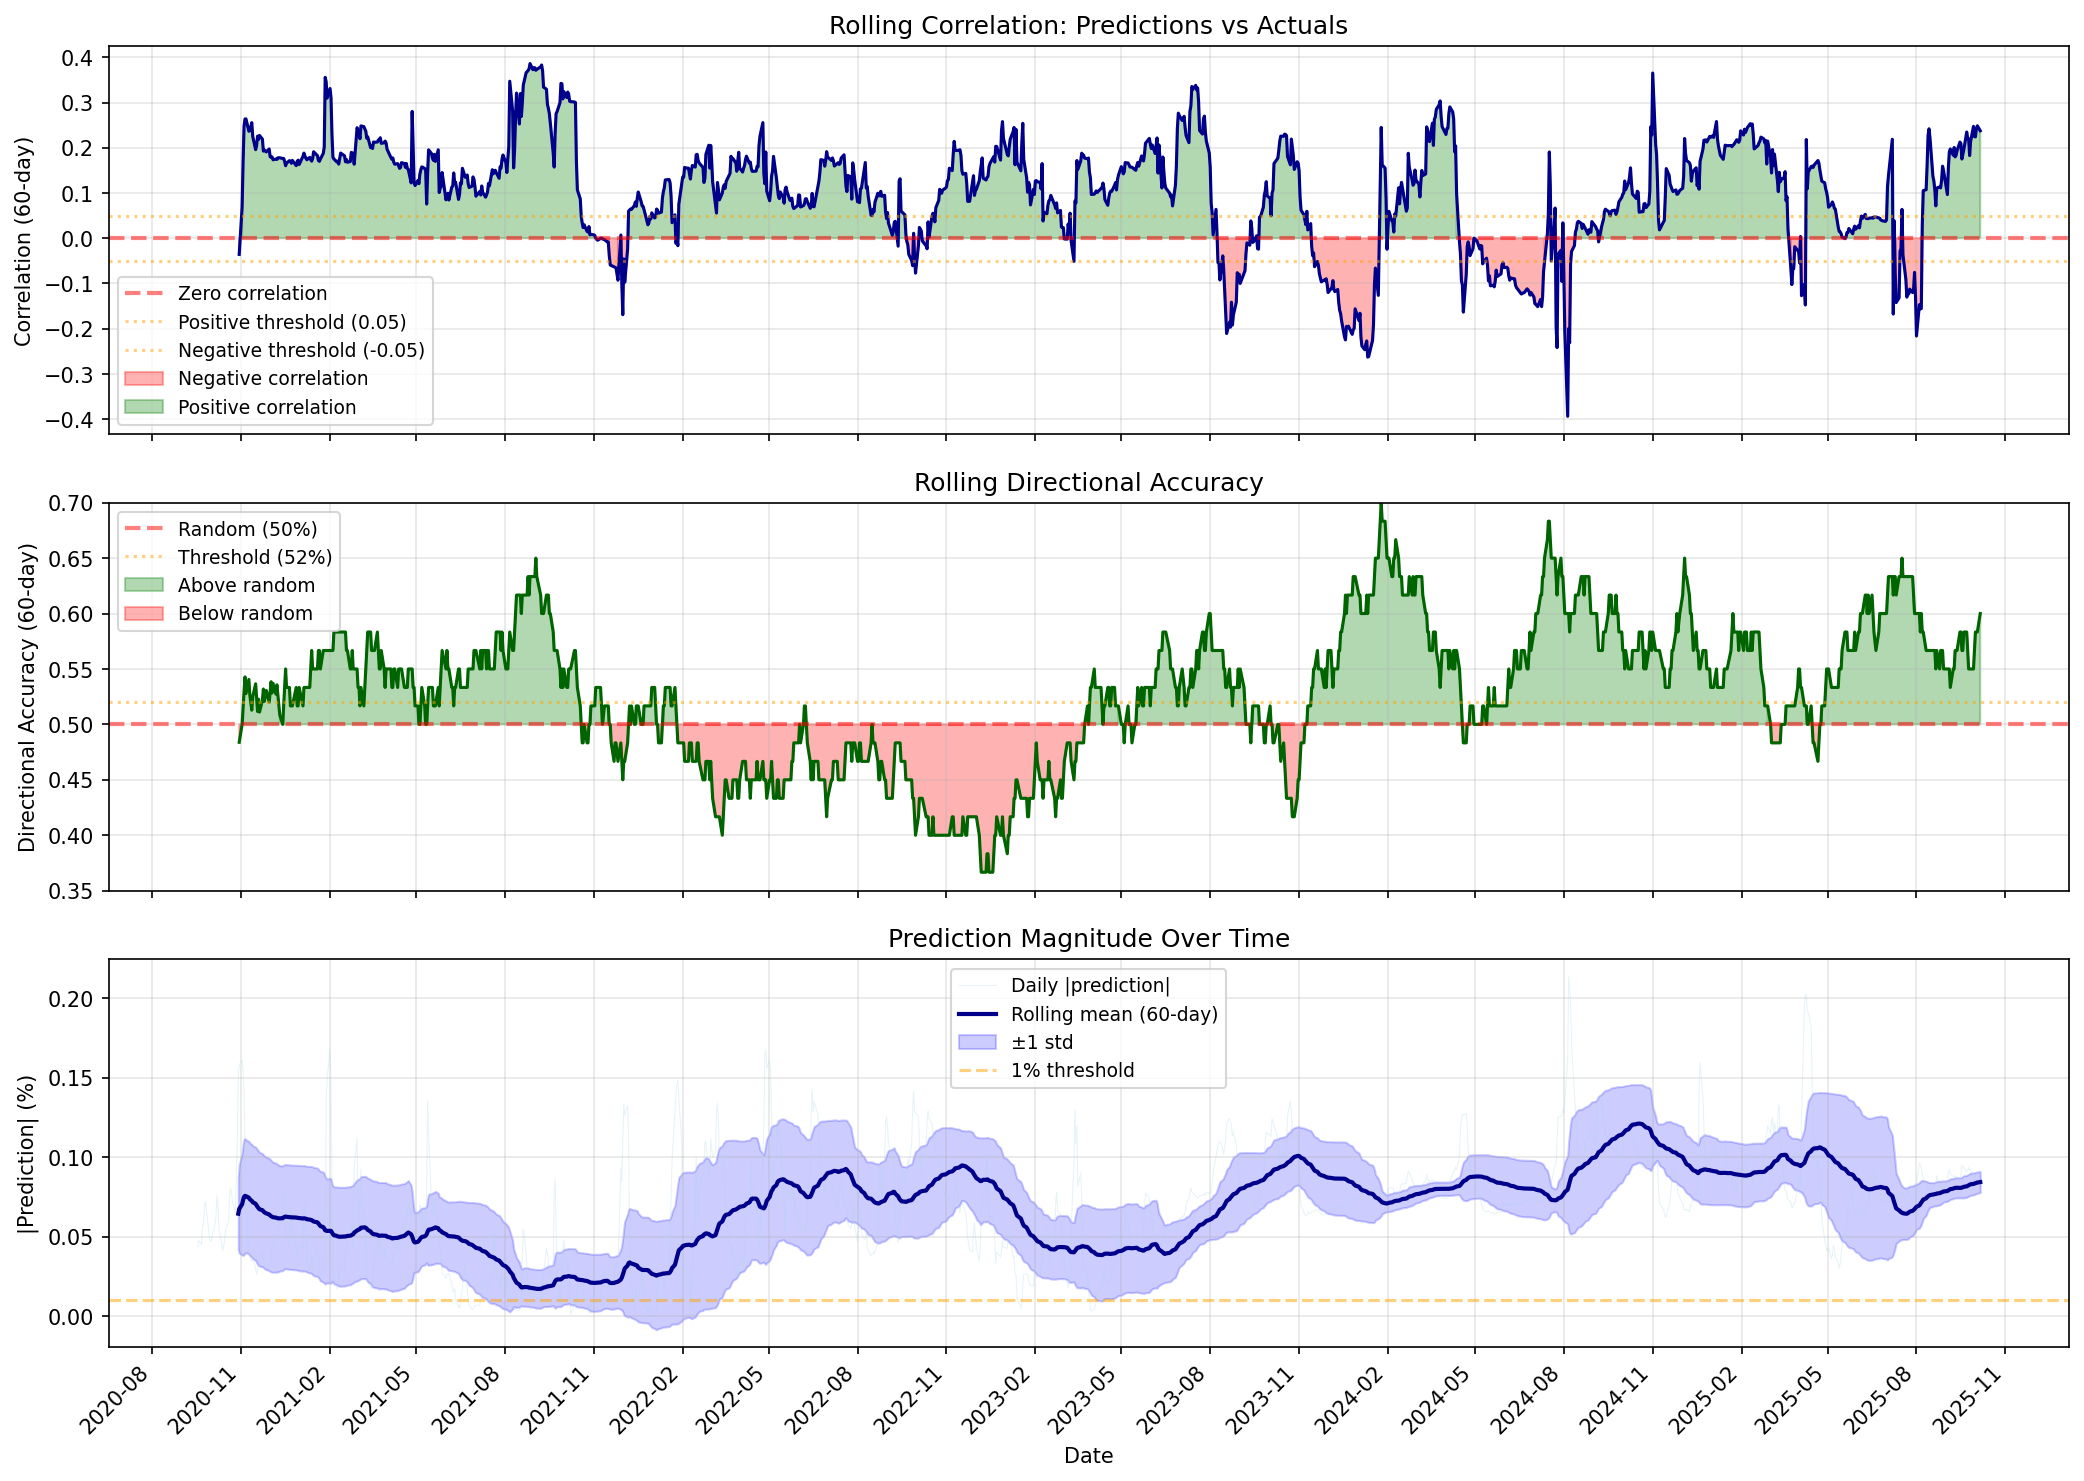 Rolling Correlation: Predictions vs Actuals
Correlation (60-day)
0.4
0.3
0.2
0.1
0.0
−0.1
−0.2
−0.3
−0.4
Zero correlation
Positive threshold (0.05)
Negative threshold (-0.05)
Negative correlation
Positive correlation
Rolling Directional Accuracy
Directional Accuracy (60-day)
0.70
0.65
0.60
0.55
0.50
0.45
0.40
0.35
Random (50%)
Threshold (52%)
Above random
Below random
Prediction Magnitude Over Time
|Prediction| (%)
0.20
0.15
0.10
0.05
0.00
Daily |prediction|
Rolling mean (60-day)
±1 std
1% threshold
2020-08
2020-11
2021-02
2021-05
2021-08
2021-11
2022-02
2022-05
2022-08
2022-11
2023-02
2023-05
2023-08
2023-11
2024-02
2024-05
2024-08
2024-11
2025-02
2025-05
2025-08
2025-11
Date